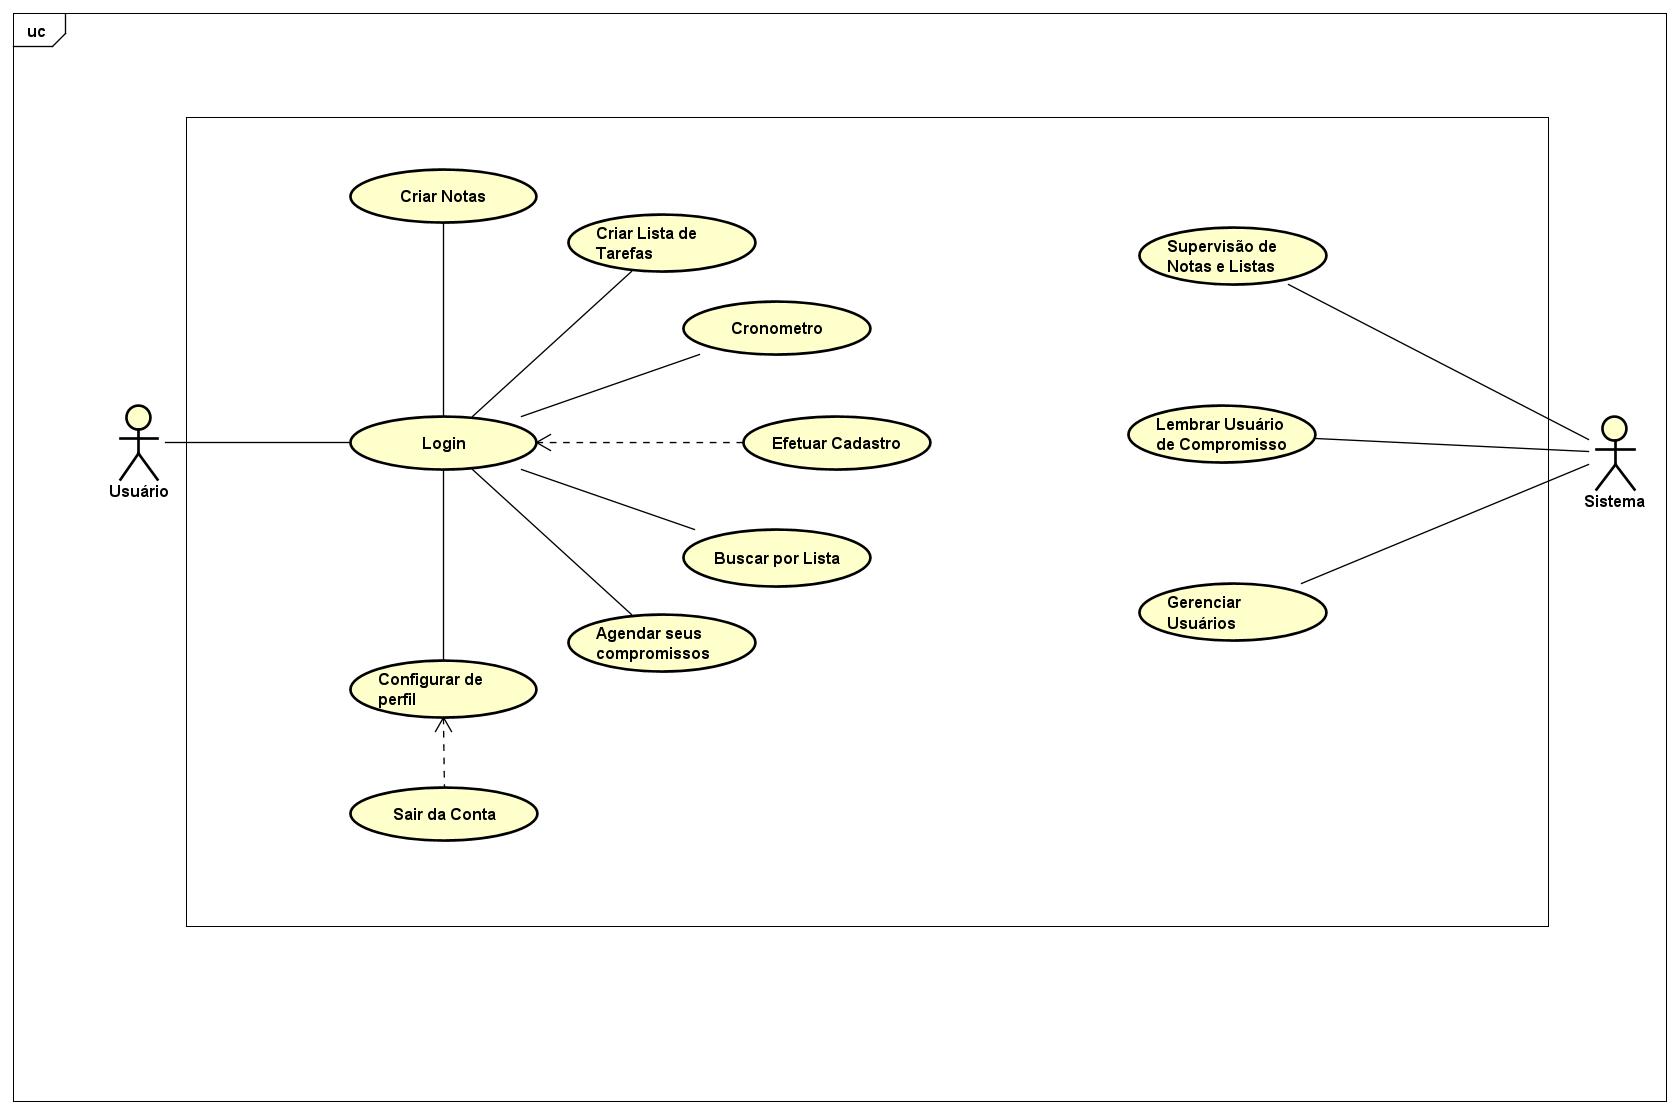 uc
Criar Notas
Criar Lista de
Tarefas
Supervisão de
Notas e Listas
Cronometro
Usuário
Login
Efetuar Cadastro
Lembrar Usuário
de Compromisso
Sistema
Buscar por Lista
Gerenciar
Usuários
Agendar seus
compromissos
Configurar de
perfil
Sair da Conta